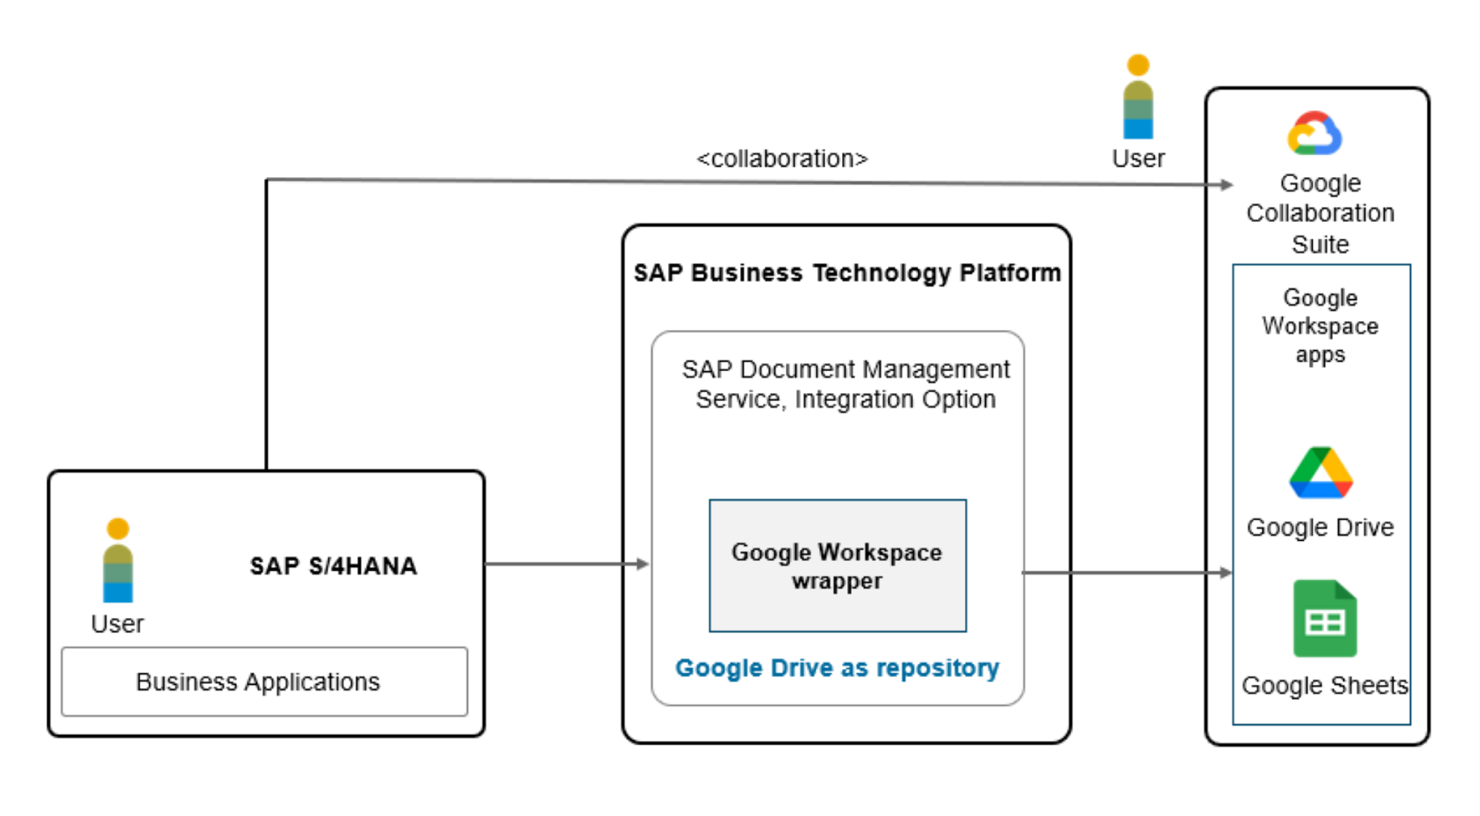 User
<collaboration>
Google
Collaboration
Suite
SAP Business Technology Platform
Google
Workspace
apps
SAP Document Management
Service, Integration Option
Google Drive
Google Workspace
wrapper
SAP S/4HANA
User
Google Drive as repository
Business Applications
Google Sheets